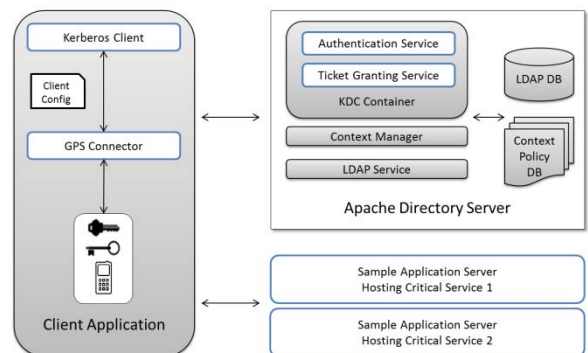 Kerberos Client
Client
Config
GPS Connector
Client Application
Authentication Service
Ticket Granting Service
KDC Container
Context Manager
LDAP Service
LDAP DB
Context
Policy
DB
Apache Directory Server
Sample Application Server
Hosting Critical Service 1
Sample Application Server
Hosting Critical Service 2